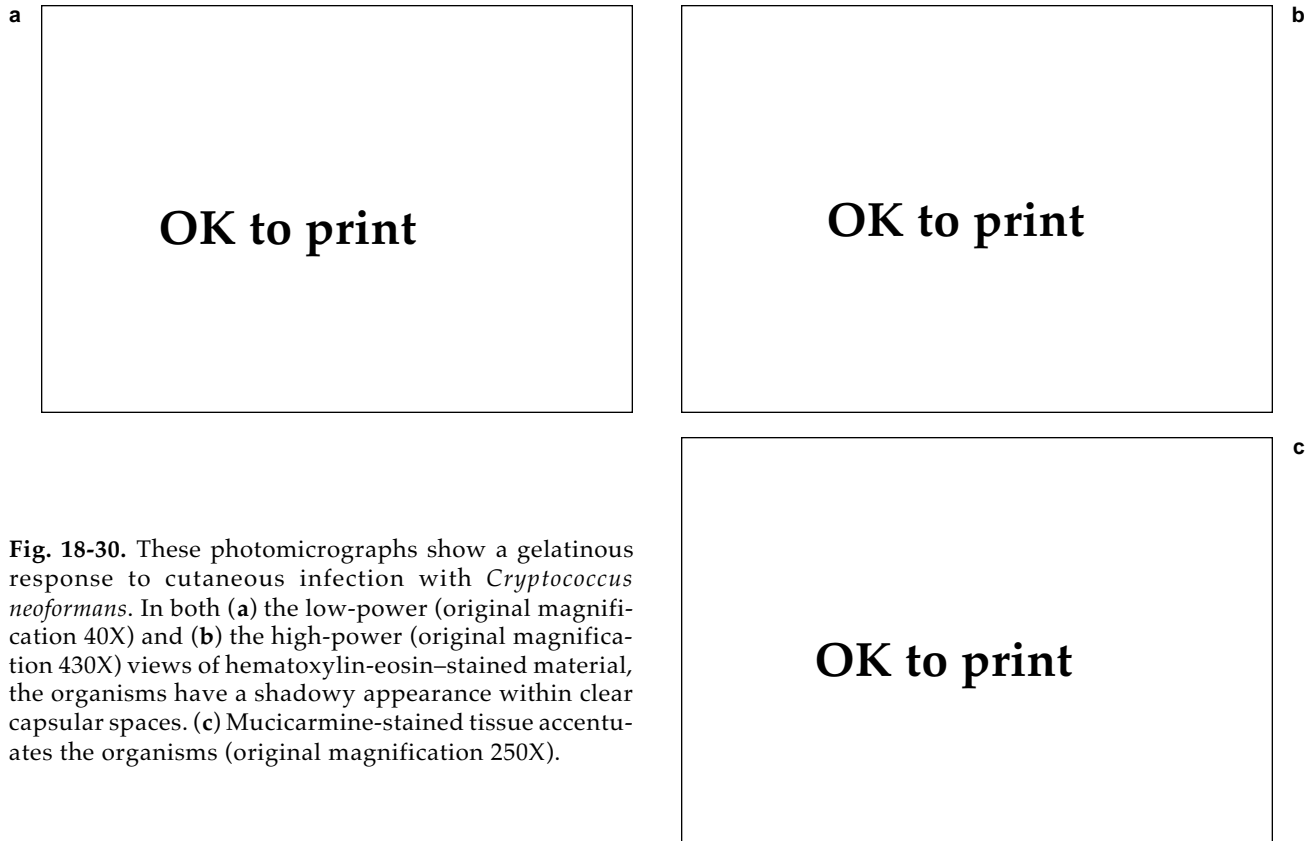 a
OK to print
b
OK to print
c
OK to print
Fig. 18-30. These photomicrographs show a gelatinous
response to cutaneous infection with Cryptococcus
neoformans. In both (a) the low-power (original magnifi-
cation 40X) and (b) the high-power (original magnifica-
tion 430X) views of hematoxylin-eosin–stained material,
the organisms have a shadowy appearance within clear
capsular spaces. (c) Mucicarmine-stained tissue accentu-
ates the organisms (original magnification 250X).